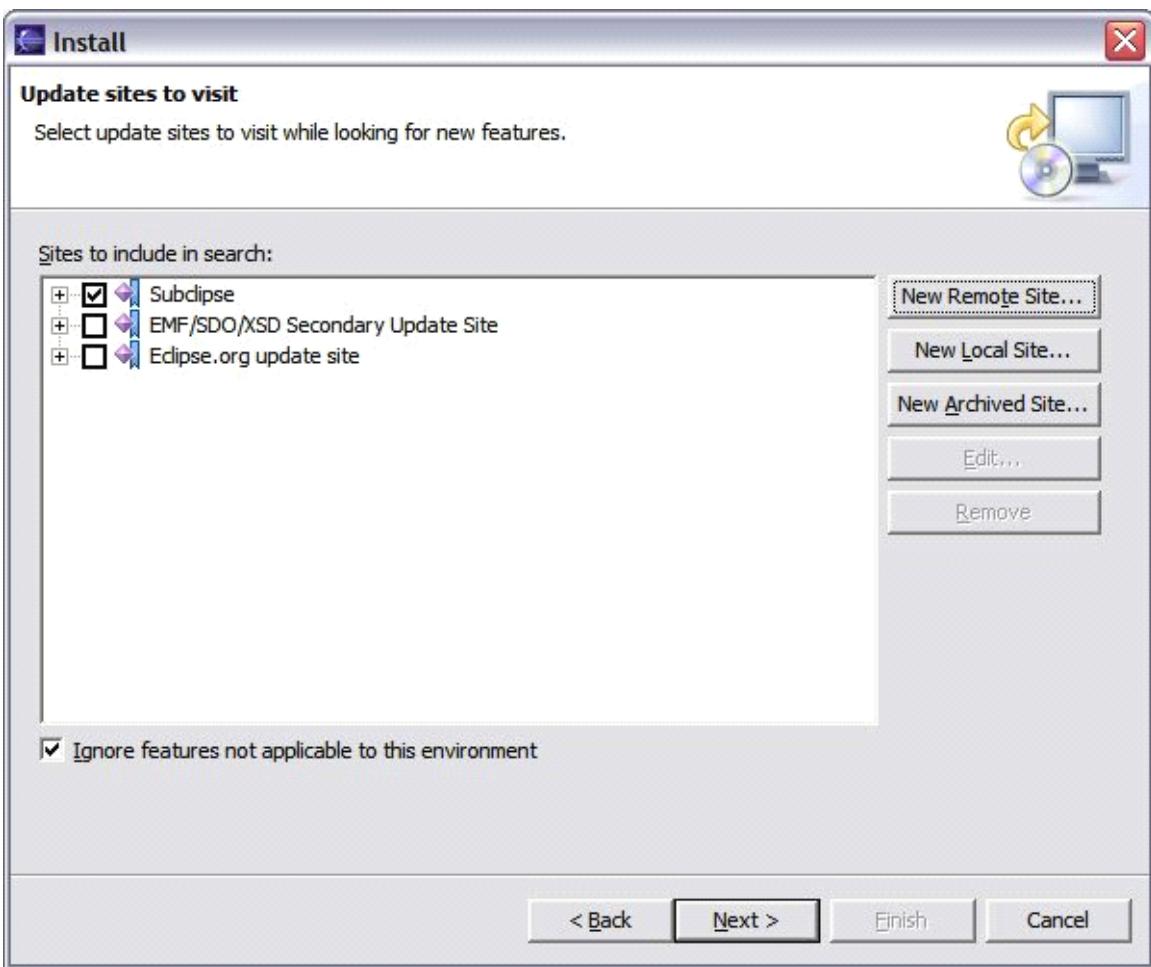 Install
Update sites to visit
Select update sites to visit while looking for new features.
Sites to include in search:
Subclipse
EMF/SDO/XSD Secondary Update Site
Eclipse.org update site
New Remote Site...
New Local Site...
New Archived Site...
Edit...
Remove
Ignore features not applicable to this environment
< Back
Next >
Finish
Cancel